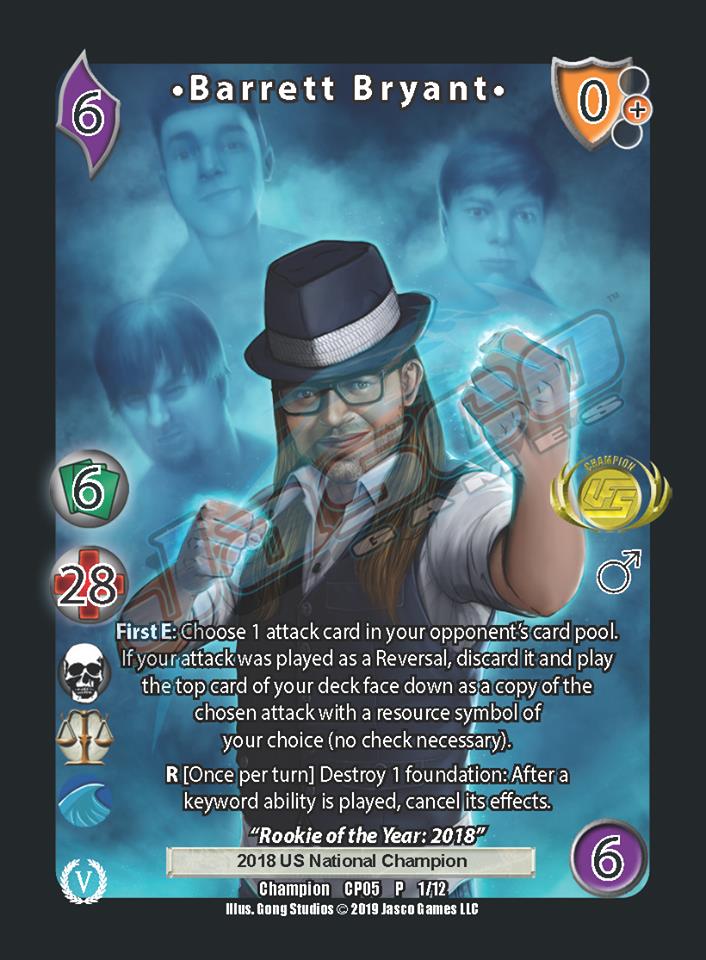 6
•Barrett Bryant•
0
+
™
JASCO
GAMES
6
CHAMPION
UFS
28
First E: Choose 1 attack card in your opponent's card pool.
If your attack was played as a Reversal, discard it and play
the top card of your deck face down as a copy of the
chosen attack with a resource symbol of
your choice (no check necessary).
R [Once per turn] Destroy 1 foundation: After a
keyword ability is played, cancel its effects.
“Rookie of the Year: 2018”
2018 US National Champion
6
V
Champion CP05 P 1/12
Illus. Gong Studios © 2019 Jasco Games LLC